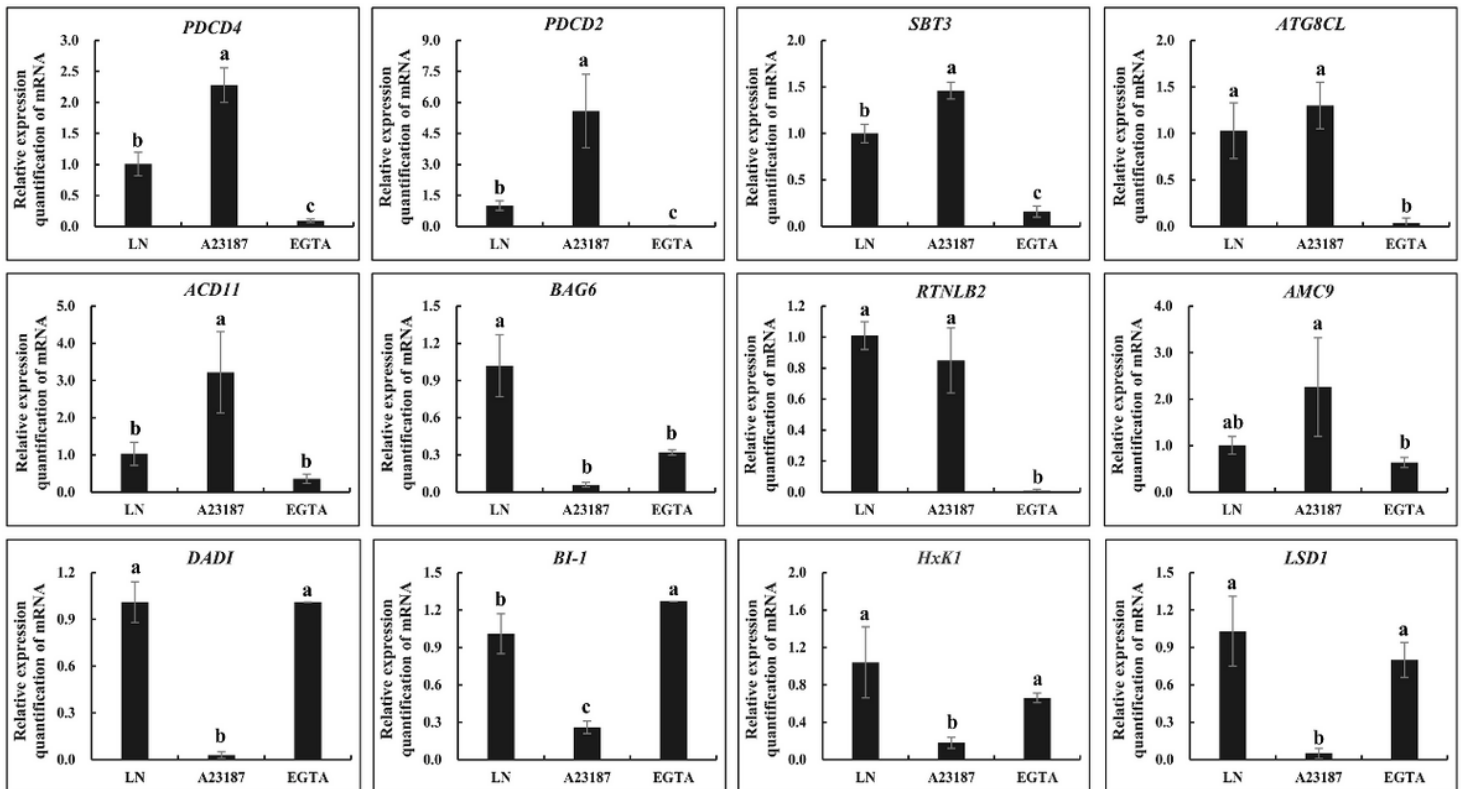 PDCD4
Relative expression
quantification of mRNA
3.0
2.5
2.0
1.5
1.0
0.5
0.0
b
a
c
LN A23187 EGTA
PDCD2
Relative expression
quantification of mRNA
9.0
7.5
6.0
4.5
3.0
1.5
0.0
b
a
c
LN A23187 EGTA
SBT3
Relative expression
quantification of mRNA
2.0
1.5
1.0
0.5
0.0
b
a
c
LN A23187 EGTA
ATG8CL
Relative expression
quantification of mRNA
2.0
1.5
1.0
0.5
0.0
a
a
b
LN A23187 EGTA
ACD11
Relative expression
quantification of mRNA
5.0
4.0
3.0
2.0
1.0
0.0
b
a
b
LN A23187 EGTA
BAG6
Relative expression
quantification of mRNA
1.5
1.2
0.9
0.6
0.3
0.0
a
b
b
LN A23187 EGTA
RTNLB2
Relative expression
quantification of mRNA
1.2
1.0
0.8
0.6
0.4
0.2
0.0
a
a
b
LN A23187 EGTA
AMC9
Relative expression
quantification of mRNA
4.0
3.0
2.0
1.0
0.0
ab
a
b
LN A23187 EGTA
DADI
Relative expression
quantification of mRNA
1.2
0.9
0.6
0.3
0.0
a
b
a
LN A23187 EGTA
BI-1
Relative expression
quantification of mRNA
1.5
1.2
0.9
0.6
0.3
0.0
b
c
a
LN A23187 EGTA
HxK1
Relative expression
quantification of mRNA
2.0
1.6
1.2
0.8
0.4
0.0
a
b
a
LN A23187 EGTA
LSD1
Relative expression
quantification of mRNA
1.5
1.2
0.9
0.6
0.3
0.0
a
b
a
LN A23187 EGTA